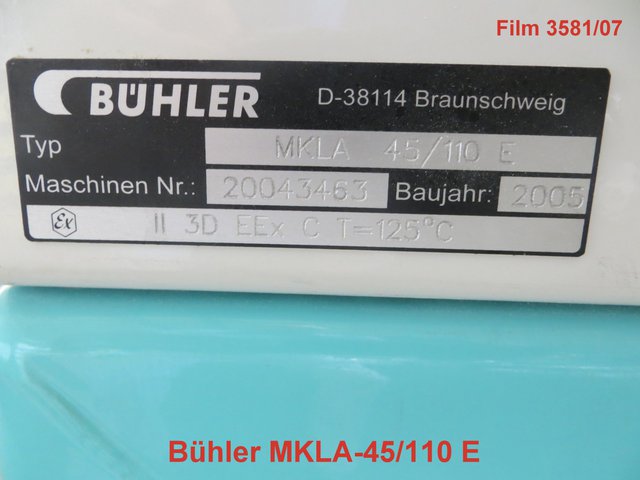 Film 3581/07
BÜHLER
D-38114 Braunschweig
Typ MKLA 45/110 E
Maschinen Nr.: 20043463 Baujahr: 2005
Ex II 3D EEx C T=125°C
Bühler MKLA-45/110 E